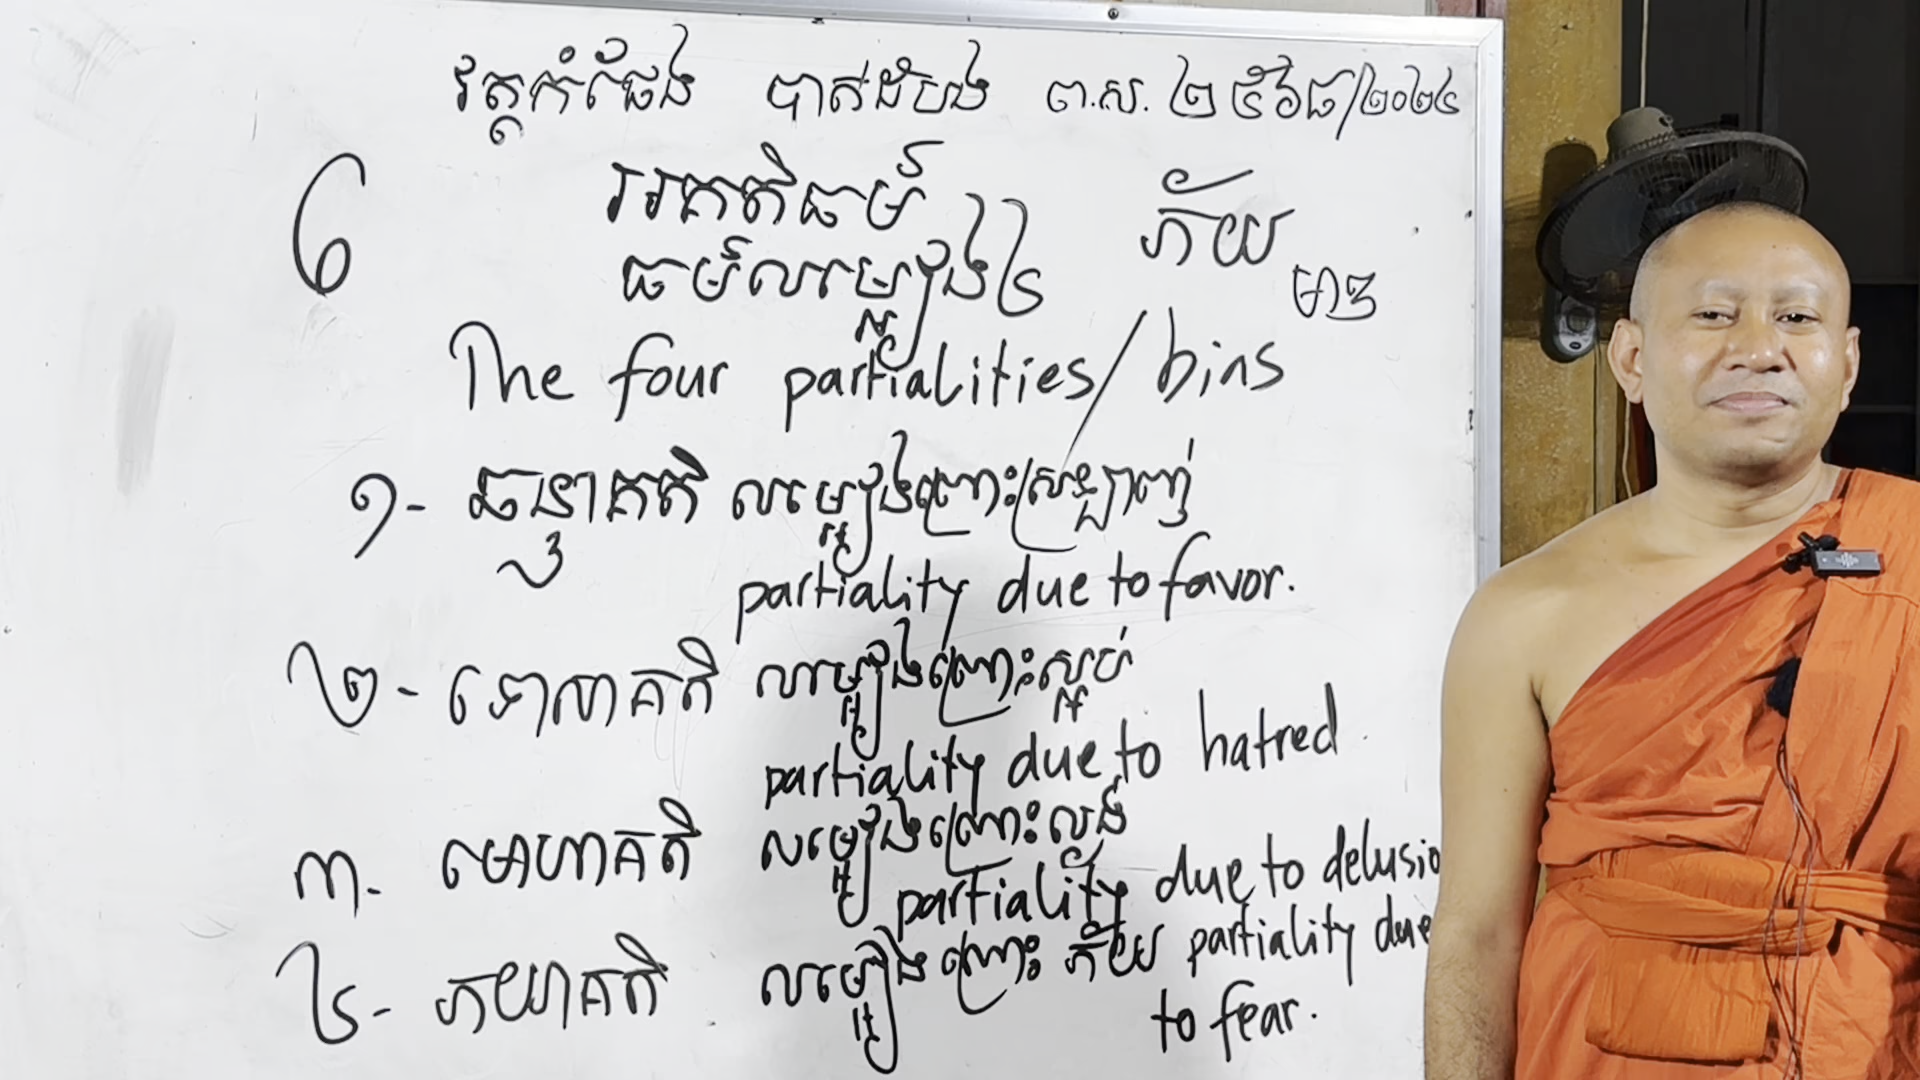 វត្តកំផែង បាត់ដំបង ព.ស. ២៥៦៨/២០២៤
៦
អគតិធម៌ ភ័យ
ធម៌លម្អៀង៤ មាន
The four partialities/bias
១- ឆន្ទាគតិ លម្អៀងព្រោះស្រឡាញ់
partiality due to favor.
២- ទោសាគតិ លម្អៀងព្រោះស្អប់
partiality due to hatred
៣- មោហាគតិ លម្អៀងព្រោះល្ងង់
partiality due to delusio
៤- ភយាគតិ លម្អៀងព្រោះ ភ័យ partiality due
to fear.